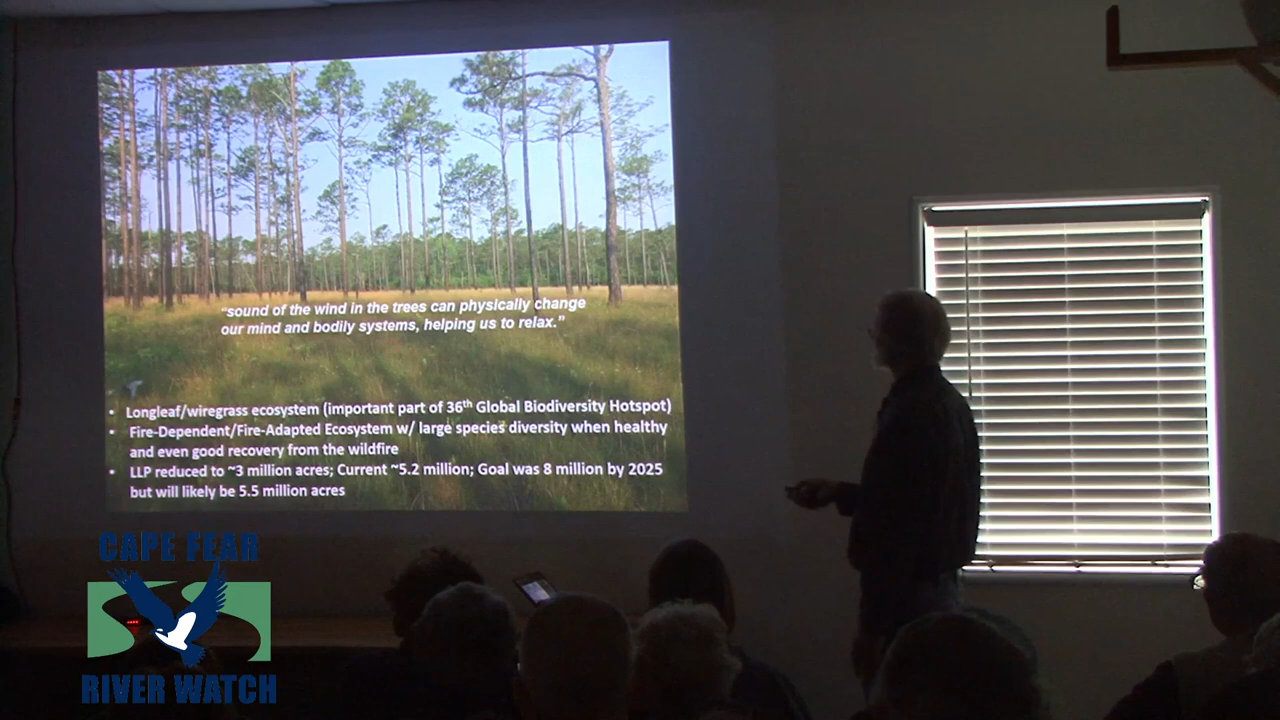 “sound of the wind in the trees can physically change
our mind and bodily systems, helping us to relax.”
• Longleaf/wiregrass ecosystem (important part of 36th Global Biodiversity Hotspot)
• Fire-Dependent/Fire-Adapted Ecosystem w/ large species diversity when healthy
and even good recovery from the wildfire
• LLP reduced to ~3 million acres; Current ~5.2 million; Goal was 8 million by 2025
but will likely be 5.5 million acres
CAPE FEAR
RIVER WATCH